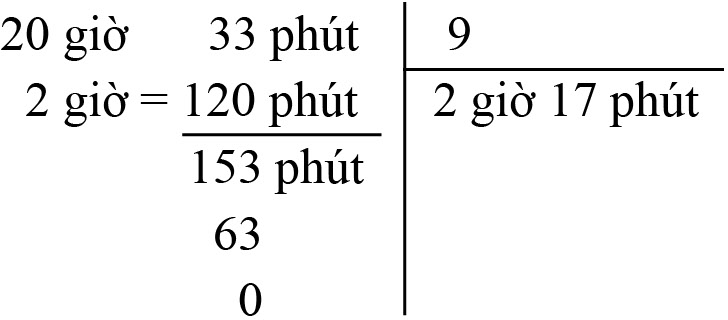 20 giờ 33 phút 9
2 giờ = 120 phút 2 giờ 17 phút
153 phút
63
0